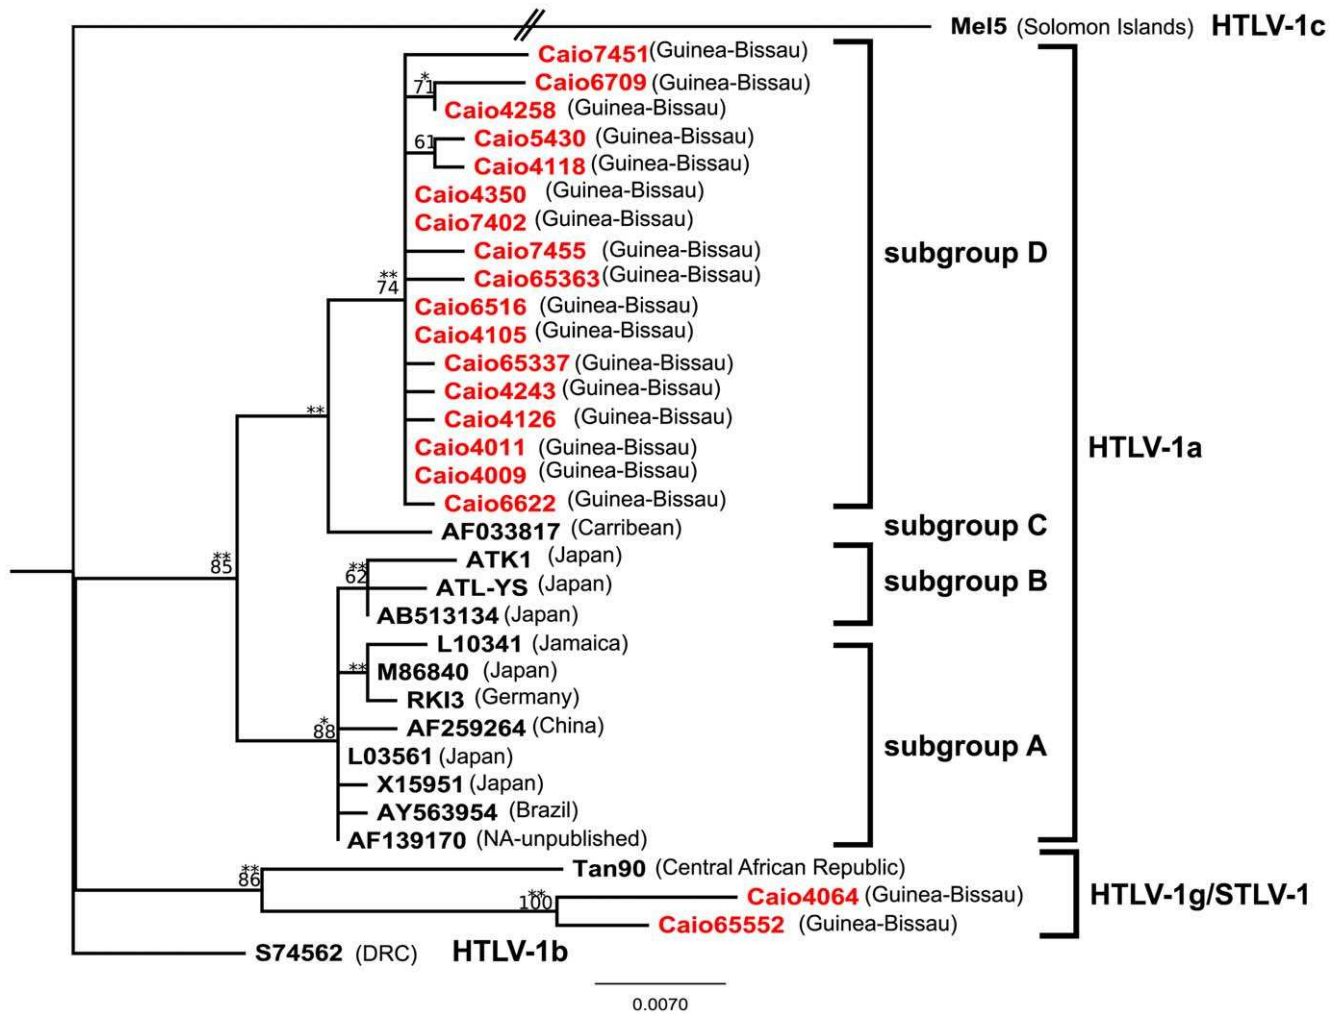 Mel5 (Solomon Islands) HTLV-1c
Caio7451 (Guinea-Bissau)
*
71
Caio6709 (Guinea-Bissau)
Caio4258 (Guinea-Bissau)
61
Caio5430 (Guinea-Bissau)
Caio4118 (Guinea-Bissau)
Caio4350 (Guinea-Bissau)
Caio7402 (Guinea-Bissau)
Caio7455 (Guinea-Bissau)
subgroup D
**
74
Caio65363 (Guinea-Bissau)
Caio6516 (Guinea-Bissau)
Caio4105 (Guinea-Bissau)
Caio65337 (Guinea-Bissau)
Caio4243 (Guinea-Bissau)
**
Caio4126 (Guinea-Bissau)
Caio4011 (Guinea-Bissau)
HTLV-1a
Caio4009 (Guinea-Bissau)
Caio6622 (Guinea-Bissau)
AF033817 (Carribean)
subgroup C
**
85
ATK1 (Japan)
**
62
ATL-YS (Japan)
subgroup B
AB513134 (Japan)
L10341 (Jamaica)
**
M86840 (Japan)
RKI3 (Germany)
*
88
AF259264 (China)
L03561 (Japan)
subgroup A
X15951 (Japan)
AY563954 (Brazil)
AF139170 (NA-unpublished)
**
86
Tan90 (Central African Republic)
**
100
Caio4064 (Guinea-Bissau)
HTLV-1g/STLV-1
Caio65552 (Guinea-Bissau)
S74562 (DRC) HTLV-1b
0.0070